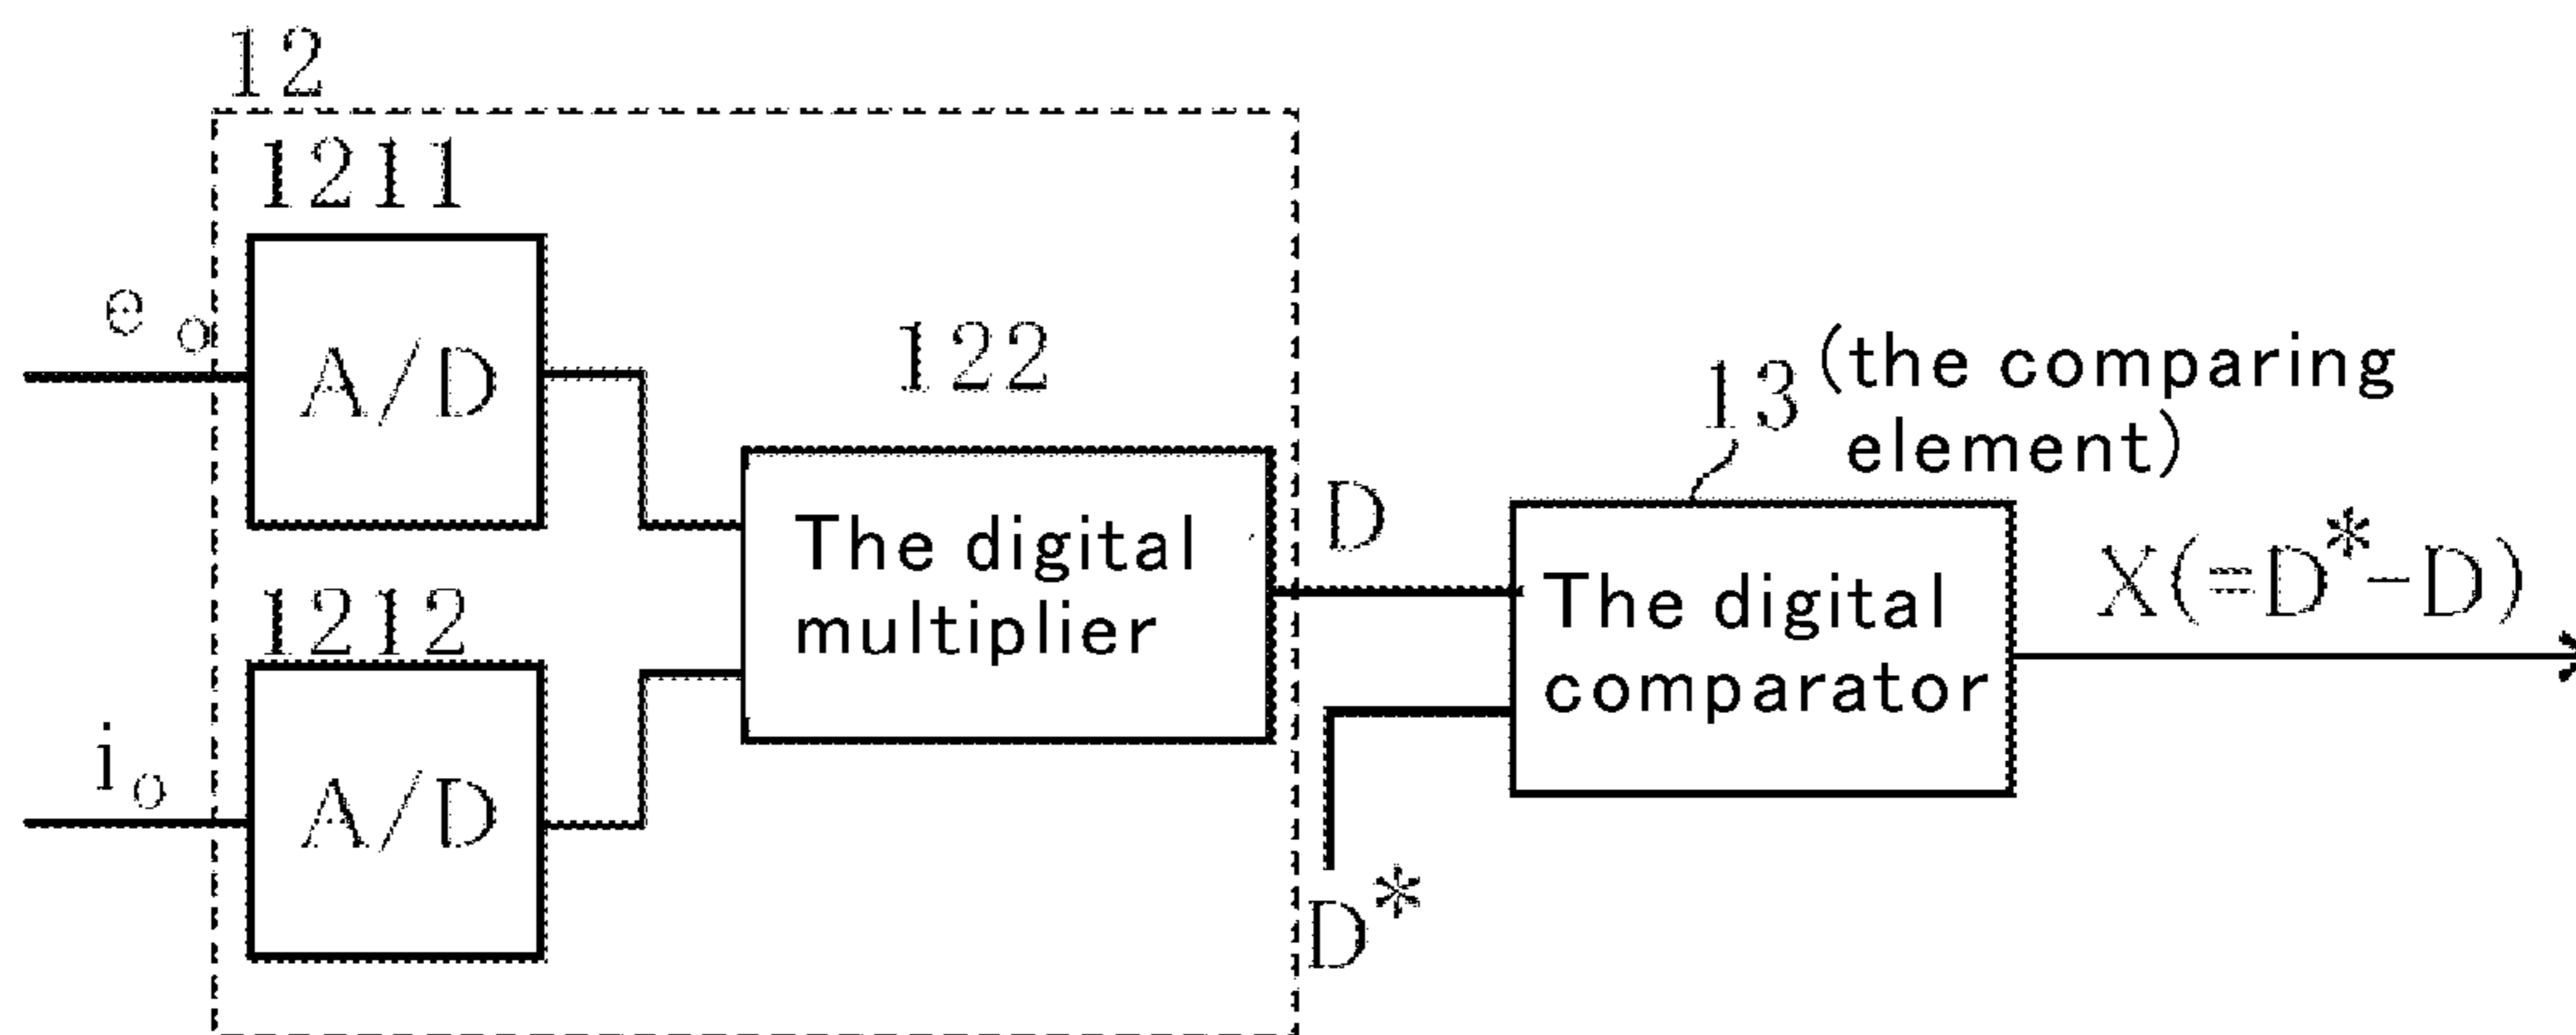 12
1211
e o
A/D
122
The digital
multiplier
1212
i o
A/D
D
D*
13 (the comparing
element)
The digital
comparator
X(=D*-D)